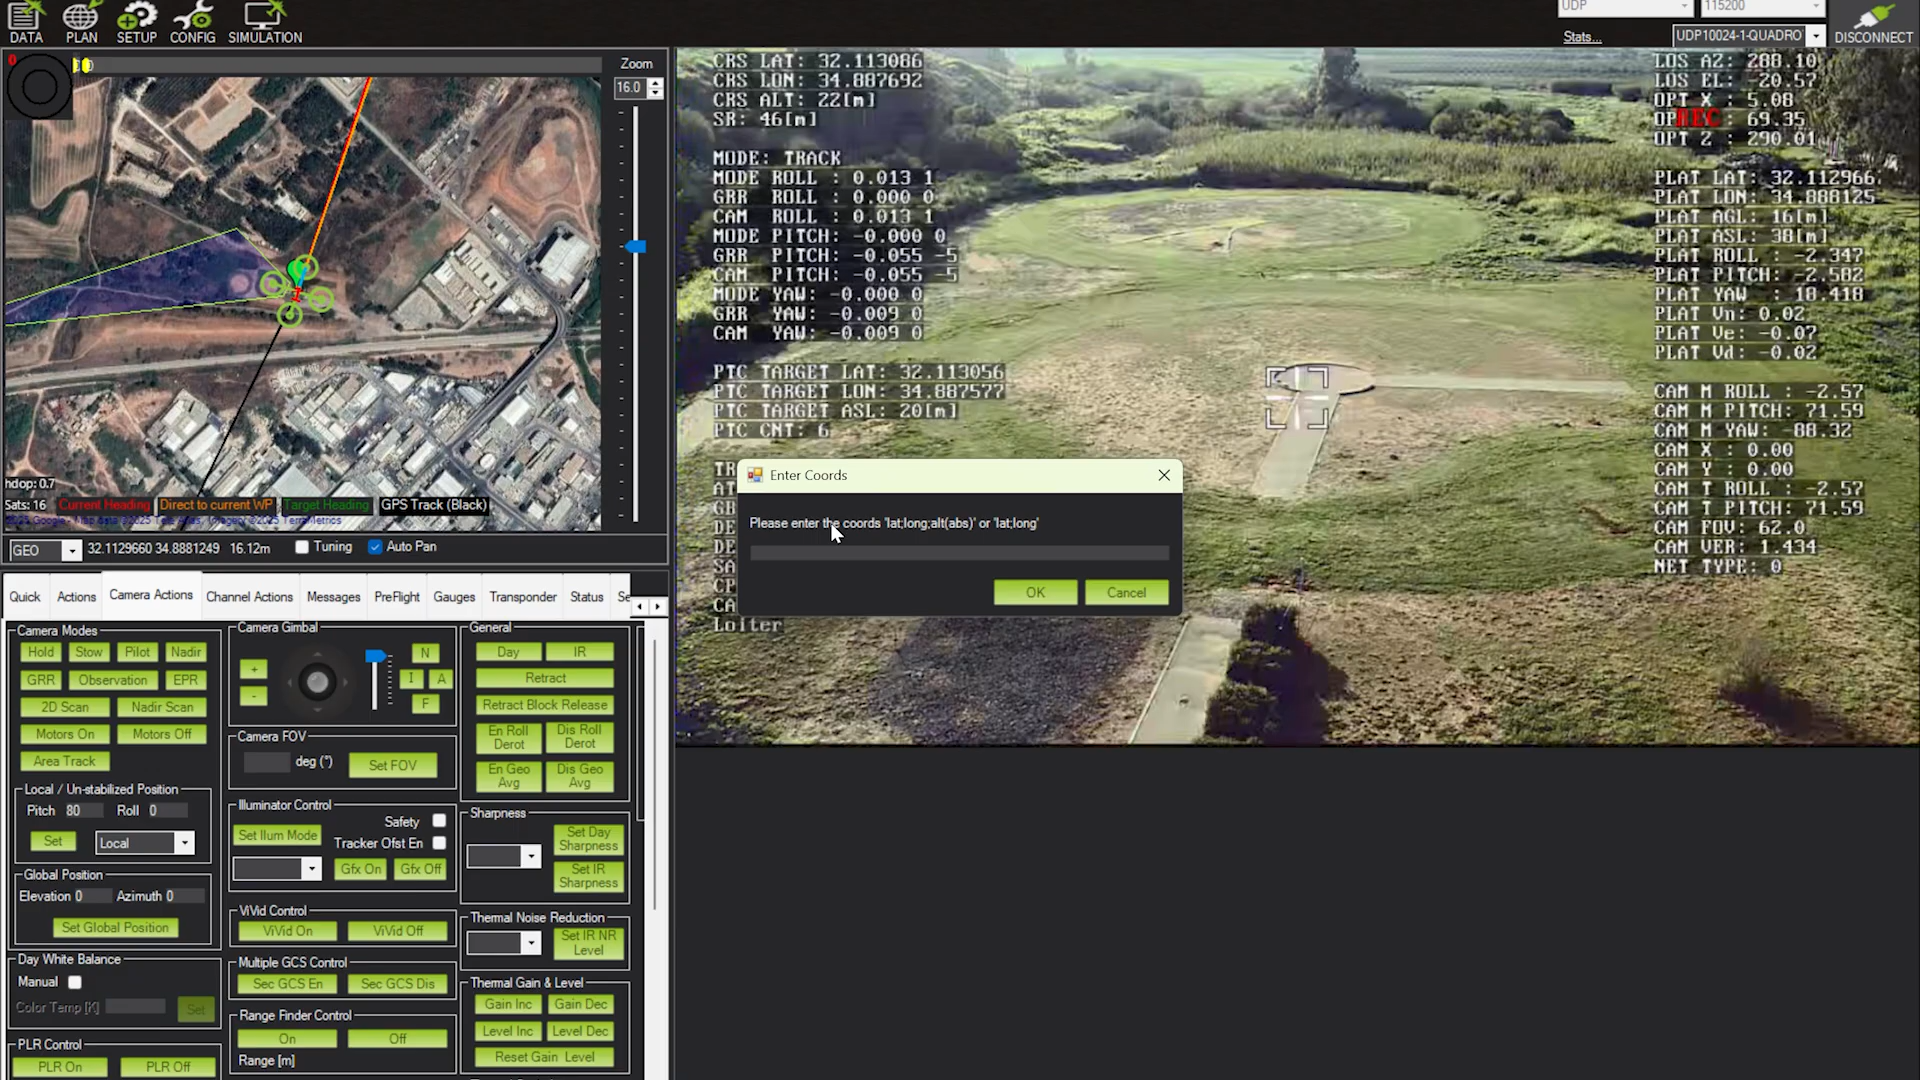 DATA PLAN SETUP CONFIG SIMULATION
UDP 115200
Stats... UDP10024-1-QUADRO DISCONNECT
0
Zoom
16.0
hdop: 0.7
Sats: 16 Current Heading Direct to current WP Target Heading GPS Track (Black)
GEO 32.1129660 34.8881249 16.12m Tuning Auto Pan
Quick Actions Camera Actions Channel Actions Messages PreFlight Gauges Transponder Status Se
Camera Modes
Hold Stow Pilot Nadir
GRR Observation EPR
2D Scan Nadir Scan
Motors On Motors Off
Area Track
Local / Un-stabilized Position
Pitch 80 Roll 0
Set Local
Global Position
Elevation 0 Azimuth 0
Set Global Position
Day White Balance
Manual
Color Temp [K] Set
PLR Control
PLR On PLR Off
Camera Gimbal
+ N
I A
- F
Camera FOV
deg (°) Set FOV
Illuminator Control
Safety
Set Ilum Mode Tracker Ofst En
Gfx On Gfx Off
ViVid Control
ViVid On ViVid Off
Multiple GCS Control
Sec GCS En Sec GCS Dis
Range Finder Control
On Off
Range [m]
General
Day IR
Retract
Retract Block Release
En Roll Derot Dis Roll Derot
En Geo Avg Dis Geo Avg
Sharpness
Set Day Sharpness
Set IR Sharpness
Thermal Noise Reduction
Set IR NR Level
Thermal Gain & Level
Gain Inc Gain Dec
Level Inc Level Dec
Reset Gain Level
CRS LAT: 32.113086
CRS LON: 34.887692
CRS ALT: 22[m]
SR: 46[m]
MODE: TRACK
MODE ROLL : 0.013 1
GRR ROLL : 0.000 0
CAM ROLL : 0.013 1
MODE PITCH: -0.000 0
GRR PITCH: -0.055 -5
CAM PITCH: -0.055 -5
MODE YAW: -0.000 0
GRR YAW: -0.009 0
CAM YAW: -0.009 0
PTC TARGET LAT: 32.113056
PTC TARGET LON: 34.887577
PTC TARGET ASL: 20[m]
PTC CNT: 6
TR
AT
GB
DE
DE
SA
CP
CA
Loiter
Enter Coords
Please enter the coords 'lat;long;alt(abs)' or 'lat;long'
OK Cancel
LOS AZ: 288.10
LOS EL: -20.57
OPT X : 5.08
OP REC : 69.35
OPT Z : 290.01
PLAT LAT: 32.112966
PLAT LON: 34.888125
PLAT AGL: 16[m]
PLAT ASL: 38[m]
PLAT ROLL : -2.347
PLAT PITCH: -2.582
PLAT YAW : 18.418
PLAT Vn: 0.02
PLAT Ve: -0.07
PLAT Vd: -0.02
CAM M ROLL : -2.57
CAM M PITCH: 71.59
CAM M YAW: -88.32
CAM X : 0.00
CAM Y : 0.00
CAM T ROLL : -2.57
CAM T PITCH: 71.59
CAM FOV: 62.0
CAM VER: 1.434
NET TYPE: 0